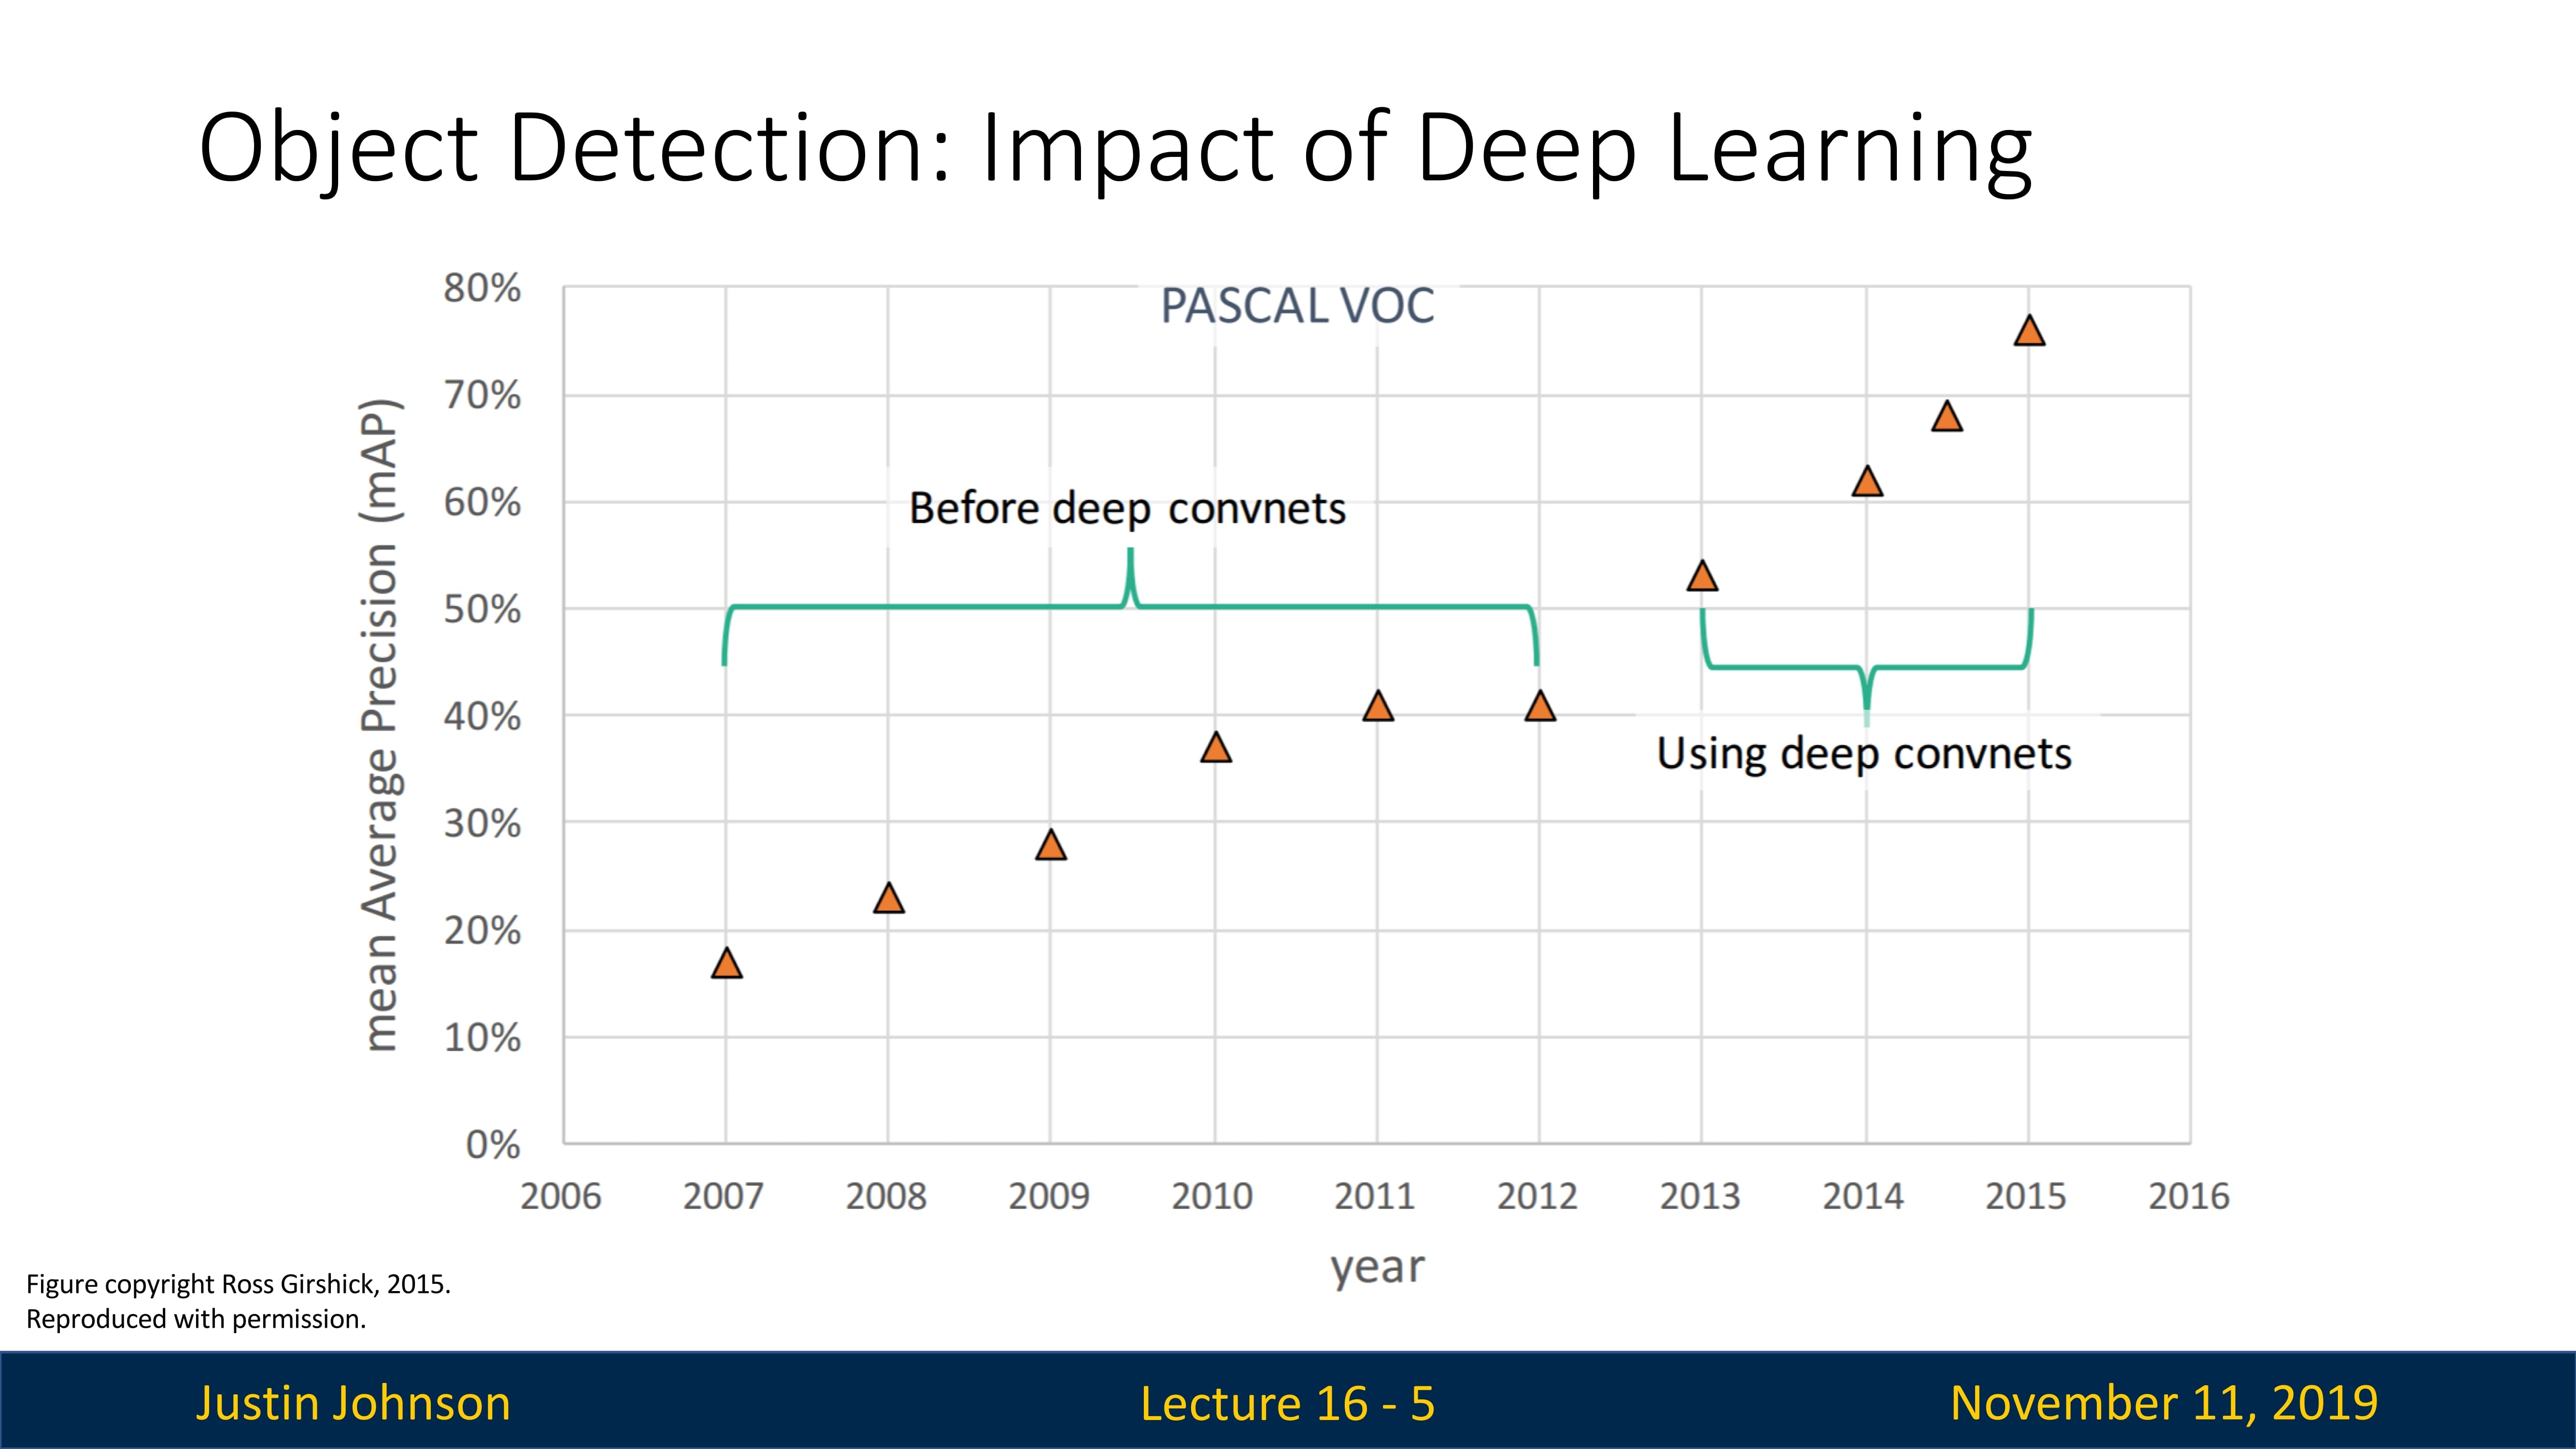 Object Detection: Impact of Deep Learning
PASCAL VOC
80%
70%
60%
50%
40%
30%
20%
10%
0%
mean Average Precision (mAP)
Before deep convnets
Using deep convnets
2006 2007 2008 2009 2010 2011 2012 2013 2014 2015 2016
year
Figure copyright Ross Girshick, 2015.
Reproduced with permission.
Justin Johnson
Lecture 16 - 5
November 11, 2019